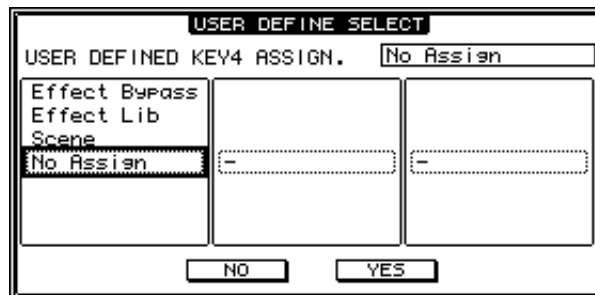 USER DEFINE SELECT
USER DEFINED KEY4 ASSIGN. No Assign
Effect Bypass
Effect Lib
Scene
No Assign - -
NO YES